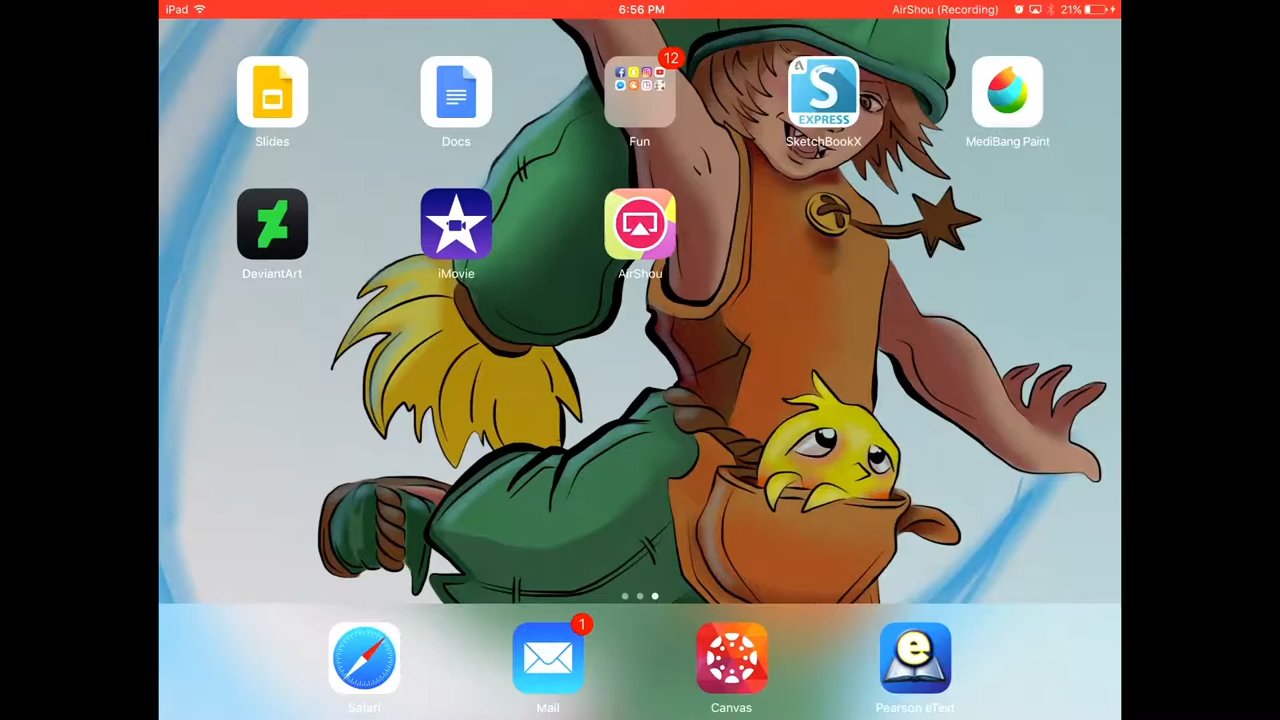 iPad 6:56 PM AirShou (Recording) 21%
12
S
EXPRESS
Slides Docs Fun SketchBookX MediBang Paint
DeviantArt iMovie AirShou
1
e
Safari Mail Canvas Pearson eText